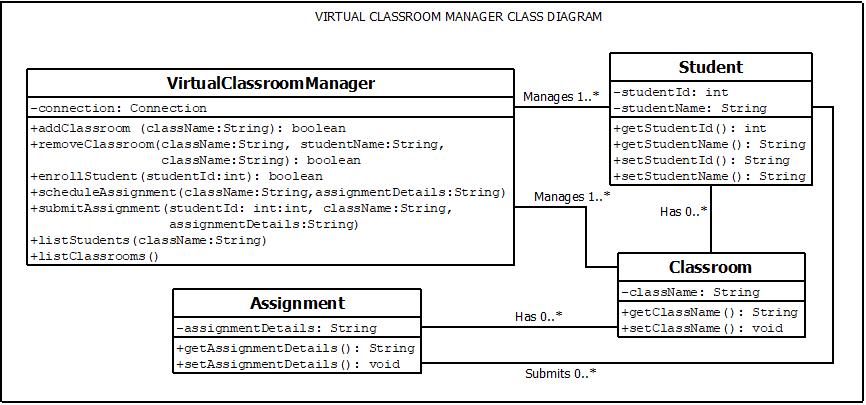 VIRTUAL CLASSROOM MANAGER CLASS DIAGRAM
VirtualClassroomManager
-connection: Connection
+addClassroom (className:String): boolean
+removeClassroom(className:String, studentName:String,
className:String): boolean
+enrollStudent(studentId:int): boolean
+scheduleAssignment(className:String,assignmentDetails:String)
+submitAssignment(studentId: int:int, className:String,
assignmentDetails:String)
+listStudents(className:String)
+listClassrooms()
Manages 1..*
Student
-studentId: int
-studentName: String
+getStudentId(): int
+getStudentName(): String
+setStudentId(): String
+setStudentName(): String
Manages 1..*
Has 0..*
Classroom
-className: String
+getClassName(): String
+setClassName(): void
Assignment
-assignmentDetails: String
+getAssignmentDetails(): String
+setAssignmentDetails(): void
Has 0..*
Submits 0..*